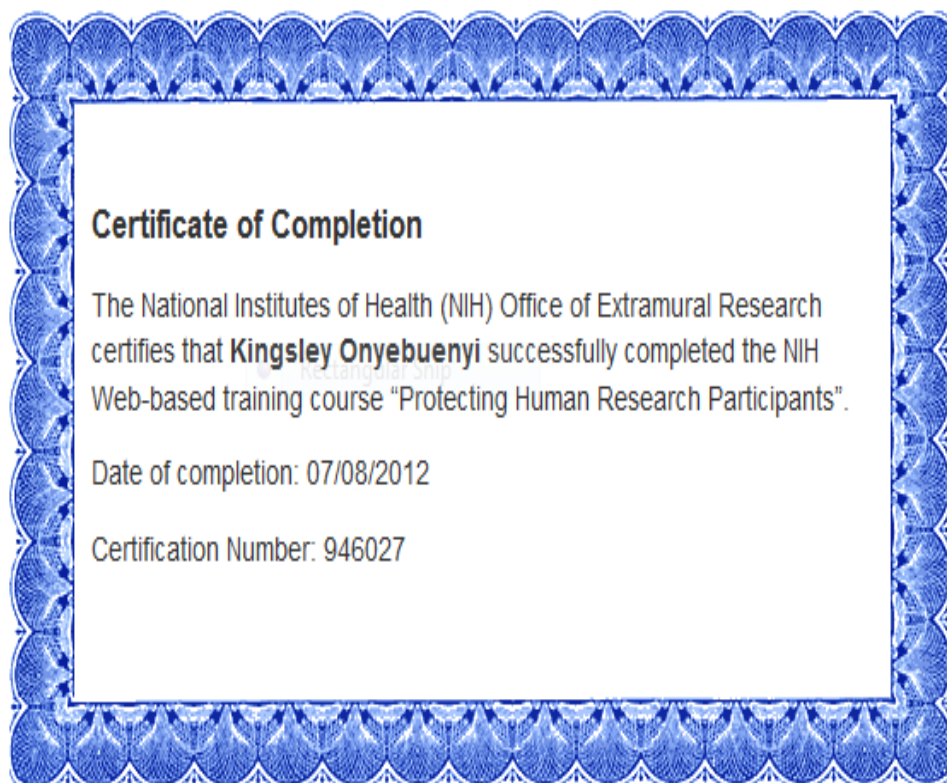 Certificate of Completion
The National Institutes of Health (NIH) Office of Extramural Research
certifies that Kingsley Onyebuenyi successfully completed the NIH
Rectangular Snip
Web-based training course “Protecting Human Research Participants”.
Date of completion: 07/08/2012
Certification Number: 946027